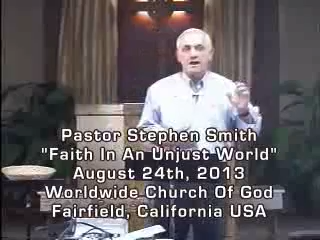 Pastor Stephen Smith
"Faith In An Unjust World"
August 24th, 2013
Worldwide Church Of God
Fairfield, California USA